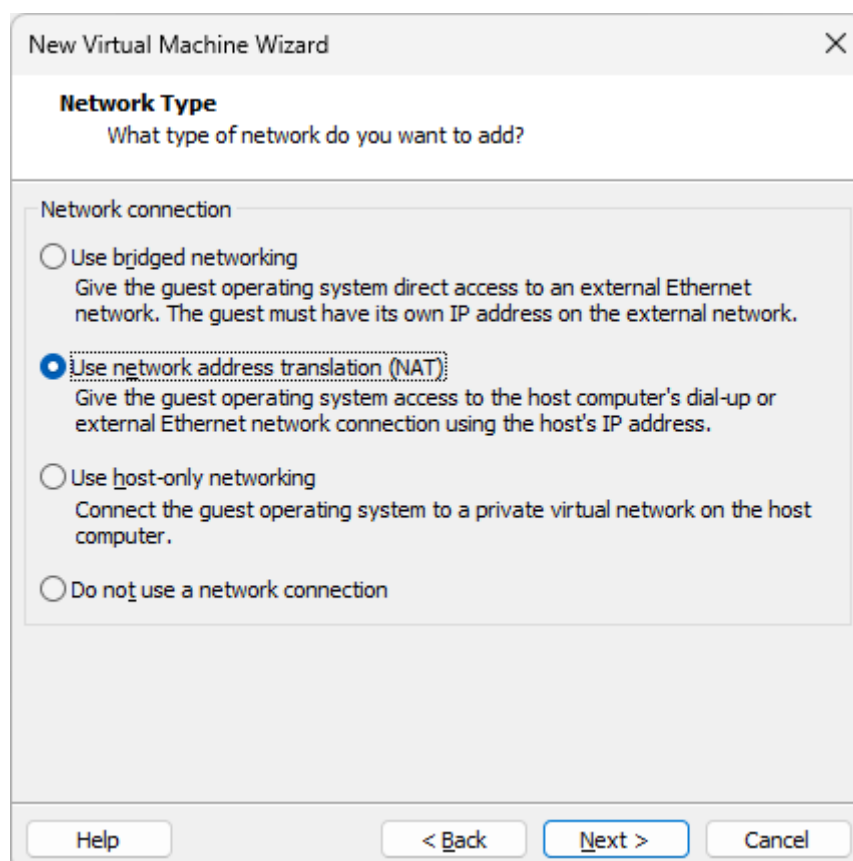 New Virtual Machine Wizard
Network Type
What type of network do you want to add?
Network connection
Use bridged networking
Give the guest operating system direct access to an external Ethernet
network. The guest must have its own IP address on the external network.
Use network address translation (NAT)
Give the guest operating system access to the host computer's dial-up or
external Ethernet network connection using the host's IP address.
Use host-only networking
Connect the guest operating system to a private virtual network on the host
computer.
Do not use a network connection
Help
< Back
Next >
Cancel